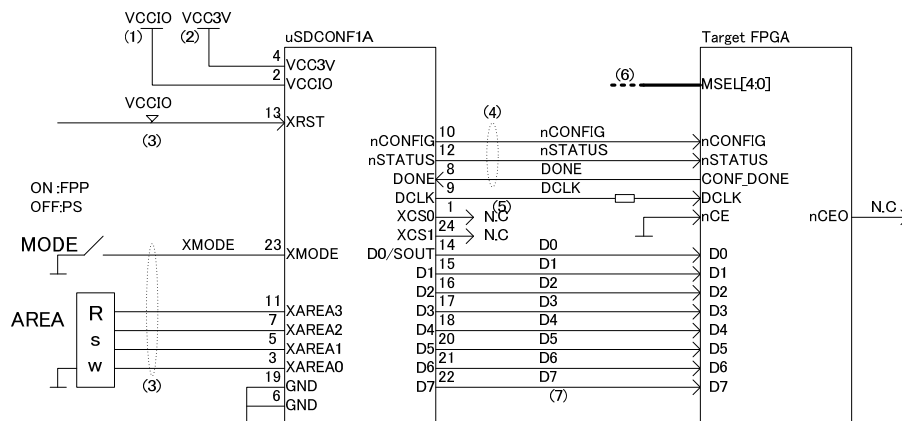 VCCIO VCC3V
(1) (2)
uSDCONF1A
Target FPGA
4 VCC3V
2 VCCIO
(6) MSEL[4:0]
VCCIO
13 XRST
(3)
(4)
nCONFIG 10 nCONFIG nCONFIG
nSTATUS 12 nSTATUS nSTATUS
DONE 8 DONE CONF_DONE
DCLK 9 DCLK DCLK
(5)
XCS0 1 N.C nCE nCEO N.C.
XCS1 24 N.C
ON :FPP
OFF:PS
MODE XMODE 23 XMODE
D0/SOUT 14 D0 D0
D1 15 D1 D1
D2 16 D2 D2
AREA Rsw
11 XAREA3 D3 17 D3 D3
7 XAREA2 D4 18 D4 D4
5 XAREA1 D5 20 D5 D5
3 XAREA0 D6 21 D6 D6
(3) 19 GND D7 22 D7 D7
(7)
6 GND